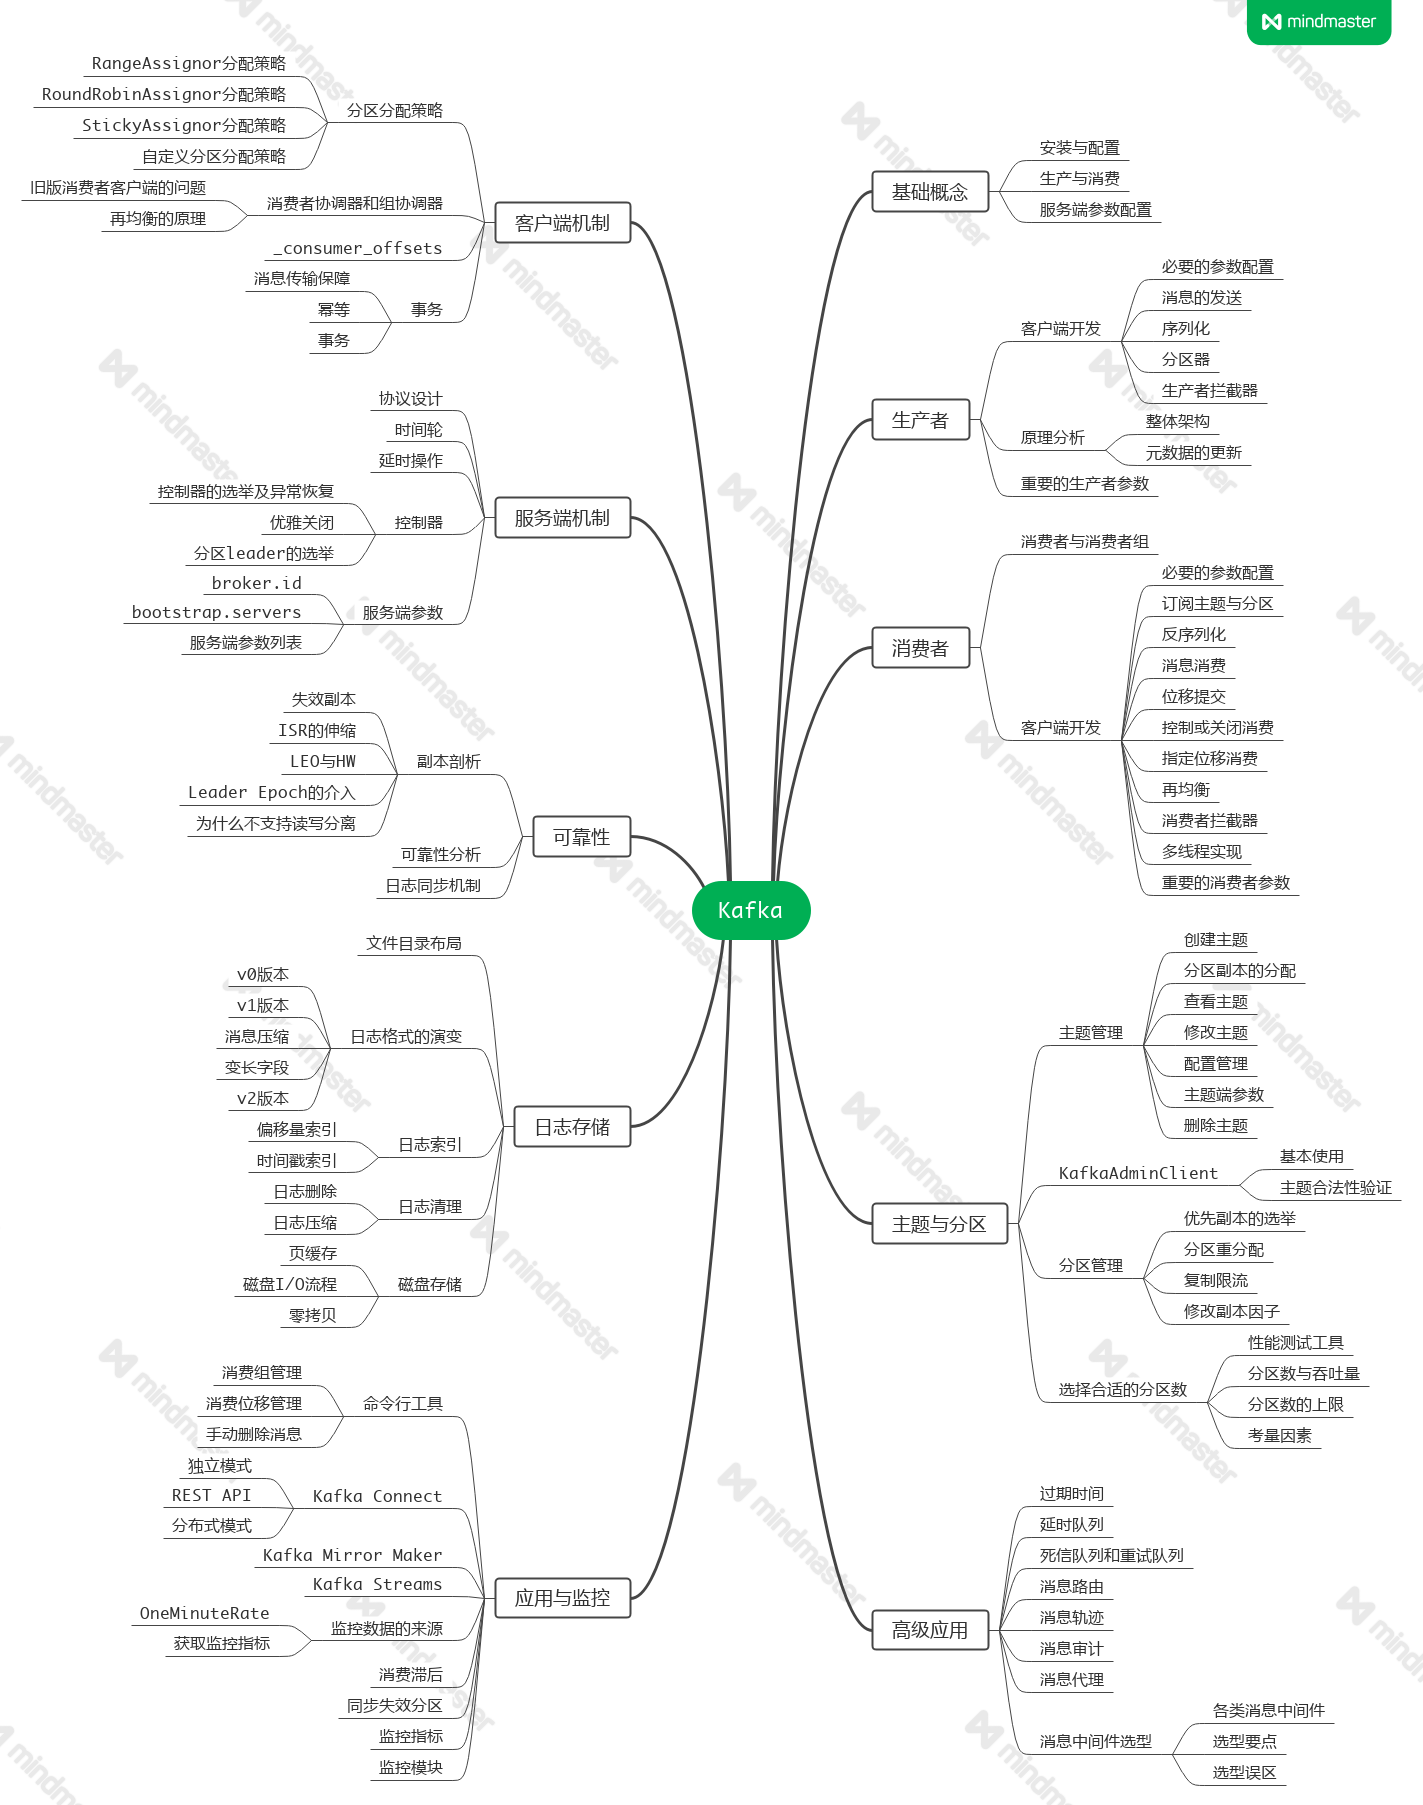 mindmaster
Kafka
基础概念
安装与配置
生产与消费
服务端参数配置
生产者
客户端开发
必要的参数配置
消息的发送
序列化
分区器
生产者拦截器
原理分析
整体架构
元数据的更新
重要的生产者参数
消费者
消费者与消费者组
客户端开发
必要的参数配置
订阅主题与分区
反序列化
消息消费
位移提交
控制或关闭消费
指定位移消费
再均衡
消费者拦截器
多线程实现
重要的消费者参数
主题与分区
主题管理
创建主题
分区副本的分配
查看主题
修改主题
配置管理
主题端参数
删除主题
KafkaAdminClient
基本使用
主题合法性验证
分区管理
优先副本的选举
分区重分配
复制限流
修改副本因子
选择合适的分区数
性能测试工具
分区数与吞吐量
分区数的上限
考量因素
高级应用
过期时间
延时队列
死信队列和重试队列
消息路由
消息轨迹
消息审计
消息代理
消息中间件选型
各类消息中间件
选型要点
选型误区
客户端机制
分区分配策略
RangeAssignor分配策略
RoundRobinAssignor分配策略
StickyAssignor分配策略
自定义分区分配策略
消费者协调器和组协调器
旧版消费者客户端的问题
再均衡的原理
_consumer_offsets
事务
消息传输保障
幂等
事务
服务端机制
协议设计
时间轮
延时操作
控制器
控制器的选举及异常恢复
优雅关闭
分区leader的选举
服务端参数
broker.id
bootstrap.servers
服务端参数列表
可靠性
副本剖析
失效副本
ISR的伸缩
LEO与HW
Leader Epoch的介入
为什么不支持读写分离
可靠性分析
日志同步机制
日志存储
文件目录布局
日志格式的演变
v0版本
v1版本
消息压缩
变长字段
v2版本
日志索引
偏移量索引
时间戳索引
日志清理
日志删除
日志压缩
磁盘存储
页缓存
磁盘I/O流程
零拷贝
应用与监控
命令行工具
消费组管理
消费位移管理
手动删除消息
Kafka Connect
独立模式
REST API
分布式模式
Kafka Mirror Maker
Kafka Streams
监控数据的来源
OneMinuteRate
获取监控指标
消费滞后
同步失效分区
监控指标
监控模块